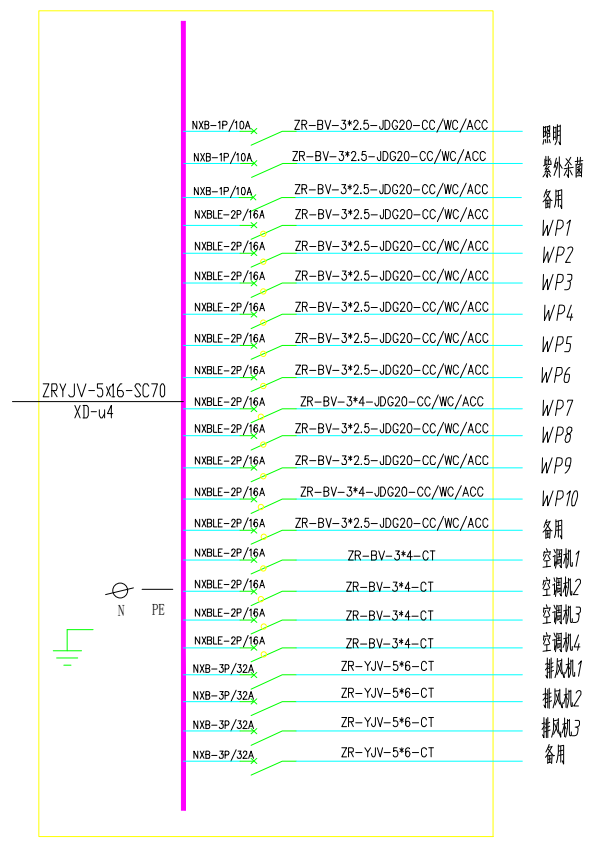 NXB-1P/10A ZR-BV-3*2.5-JDG20-CC/WC/ACC 照明
NXB-1P/10A ZR-BV-3*2.5-JDG20-CC/WC/ACC 紫外杀菌
NXB-1P/10A ZR-BV-3*2.5-JDG20-CC/WC/ACC 备用
NXBLE-2P/16A ZR-BV-3*2.5-JDG20-CC/WC/ACC WP1
NXBLE-2P/16A ZR-BV-3*2.5-JDG20-CC/WC/ACC WP2
NXBLE-2P/16A ZR-BV-3*2.5-JDG20-CC/WC/ACC WP3
NXBLE-2P/16A ZR-BV-3*2.5-JDG20-CC/WC/ACC WP4
NXBLE-2P/16A ZR-BV-3*2.5-JDG20-CC/WC/ACC WP5
NXBLE-2P/16A ZR-BV-3*2.5-JDG20-CC/WC/ACC WP6
ZRYJV-5x16-SC70
XD-u4
NXBLE-2P/16A ZR-BV-3*4-JDG20-CC/WC/ACC WP7
NXBLE-2P/16A ZR-BV-3*2.5-JDG20-CC/WC/ACC WP8
NXBLE-2P/16A ZR-BV-3*2.5-JDG20-CC/WC/ACC WP9
NXBLE-2P/16A ZR-BV-3*4-JDG20-CC/WC/ACC WP10
NXBLE-2P/16A ZR-BV-3*2.5-JDG20-CC/WC/ACC 备用
NXBLE-2P/16A ZR-BV-3*4-CT 空调机1
NXBLE-2P/16A ZR-BV-3*4-CT 空调机2
N PE
NXBLE-2P/16A ZR-BV-3*4-CT 空调机3
NXBLE-2P/16A ZR-BV-3*4-CT 空调机4
NXB-3P/32A ZR-YJV-5*6-CT 排风机1
NXB-3P/32A ZR-YJV-5*6-CT 排风机2
NXB-3P/32A ZR-YJV-5*6-CT 排风机3
NXB-3P/32A ZR-YJV-5*6-CT 备用